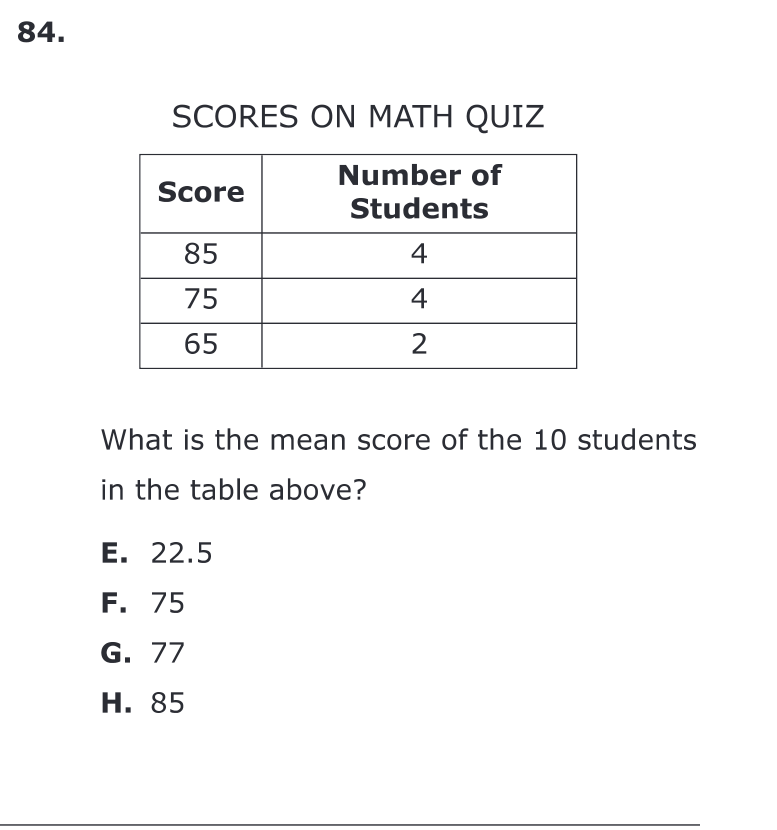 84.
SCORES ON MATH QUIZ
Score
Number of
Students
85 4
75 4
65 2
What is the mean score of the 10 students
in the table above?
E. 22.5
F. 75
G. 77
H. 85